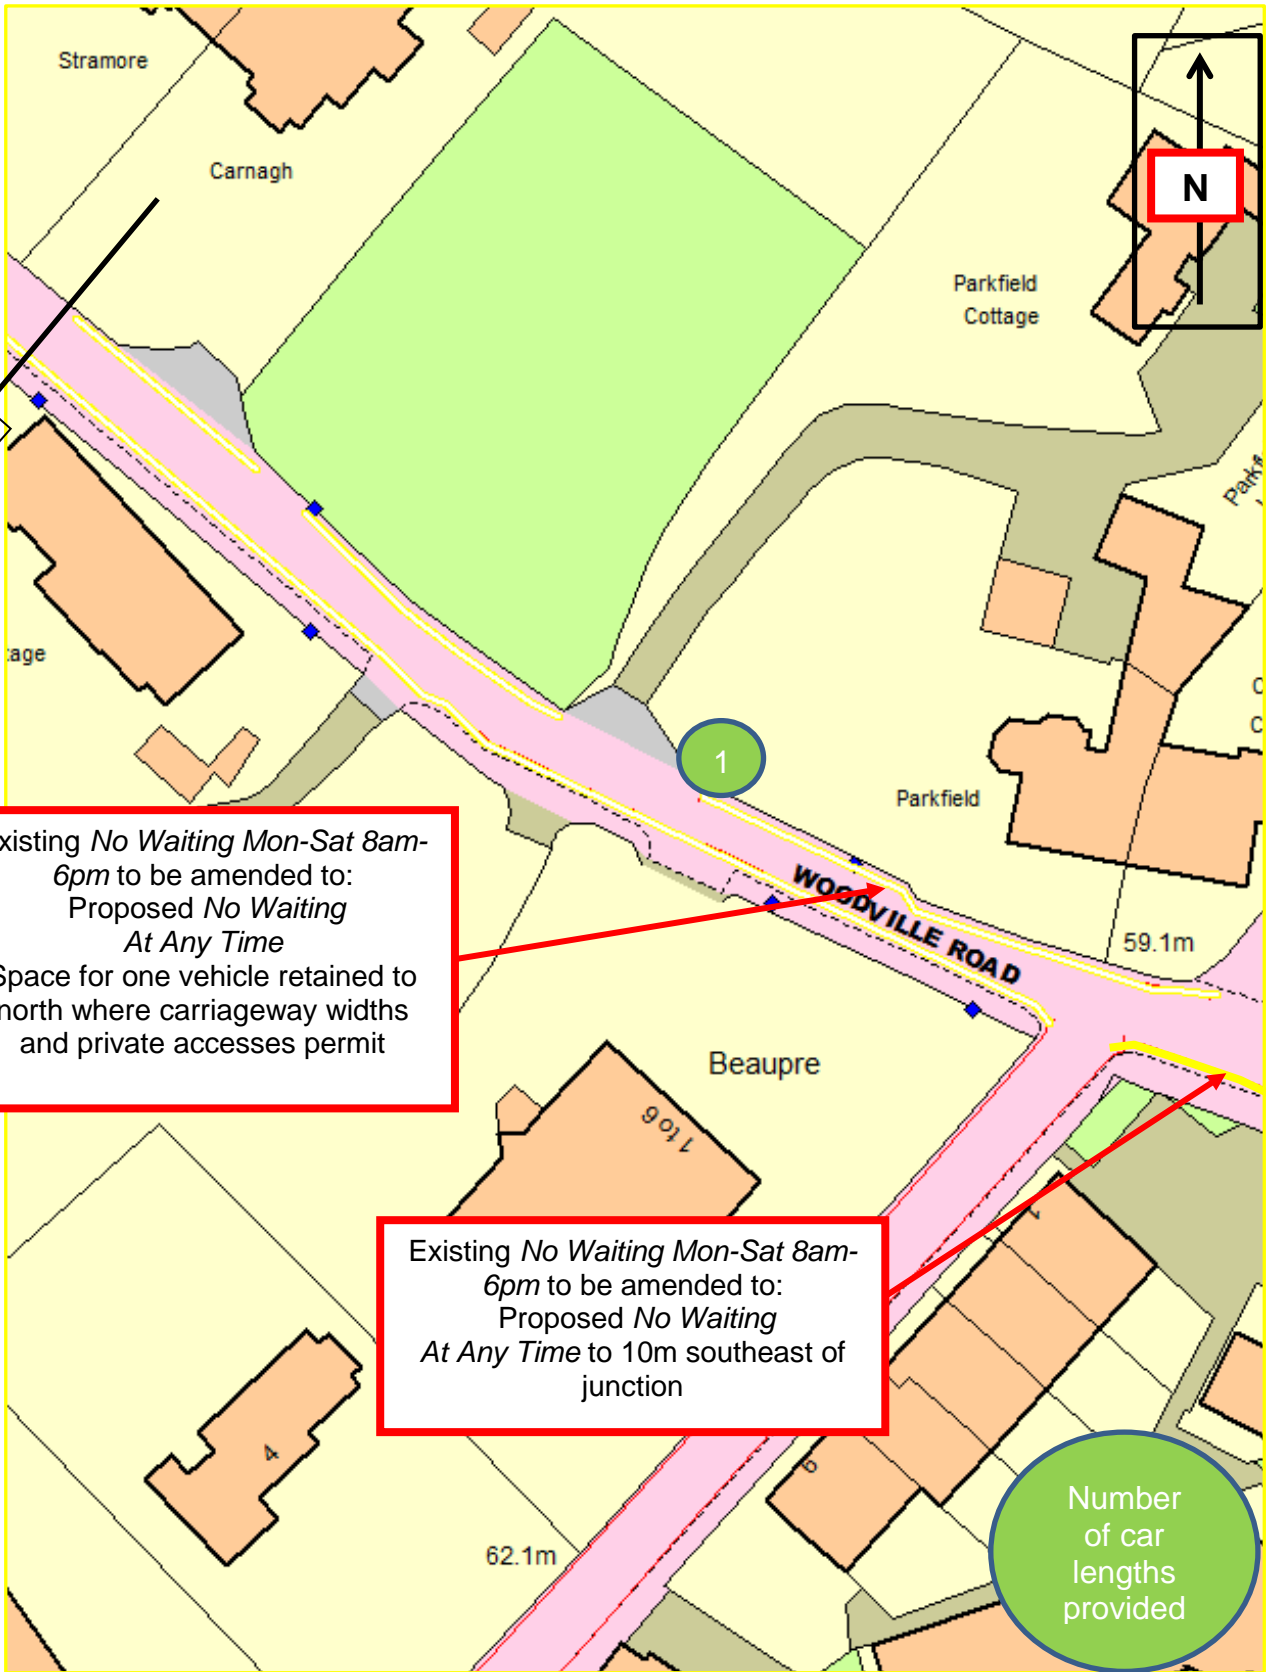 Stramore
Carnagh
N
Parkfield
Cottage
1
Parkfield
WOODVILLE ROAD
59.1m
xisting No Waiting Mon-Sat 8am-
6pm to be amended to:
Proposed No Waiting
At Any Time
Space for one vehicle retained to
north where carriageway widths
and private accesses permit
Beaupre
1 to 6
Existing No Waiting Mon-Sat 8am-
6pm to be amended to:
Proposed No Waiting
At Any Time to 10m southeast of
junction
4
62.1m
Number
of car
lengths
provided